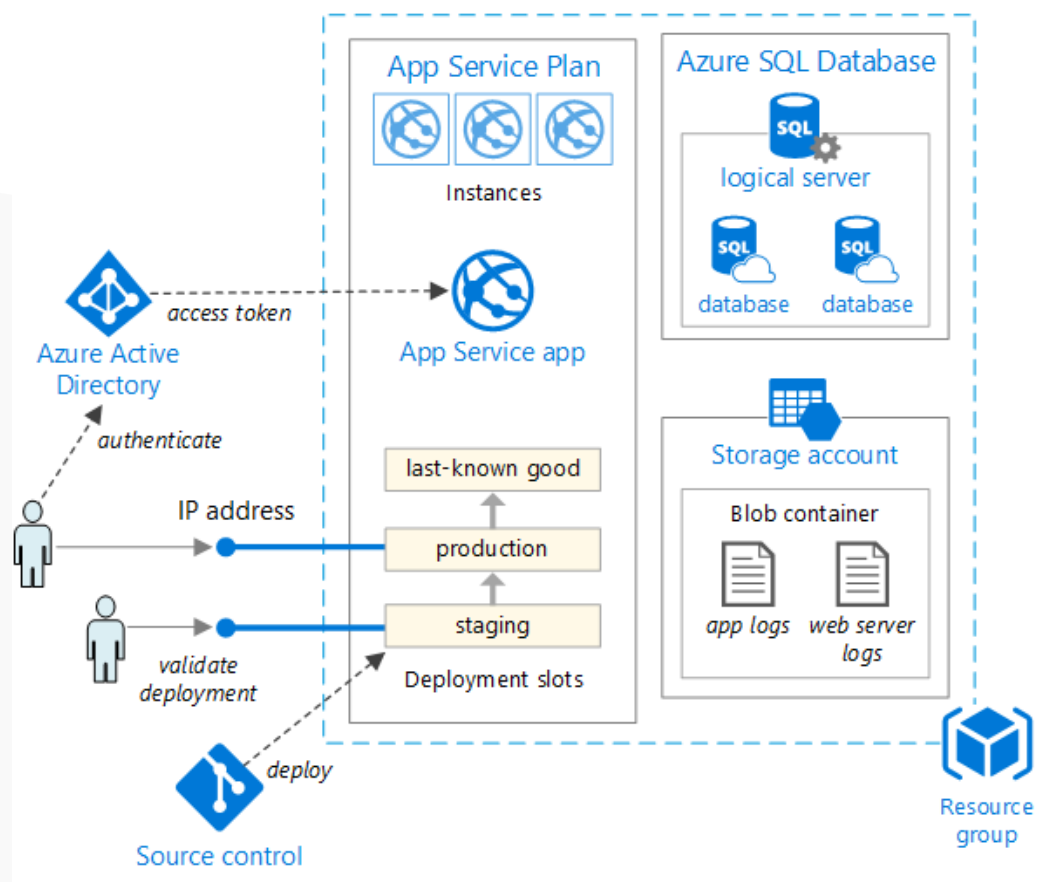 App Service Plan
Instances
App Service app
last-known good
production
staging
Deployment slots
Azure SQL Database
SQL
logical server
SQL
SQL
database
database
Storage account
Blob container
app logs
web server
logs
access token
Azure Active
Directory
authenticate
IP address
validate
deployment
deploy
Source control
Resource
group